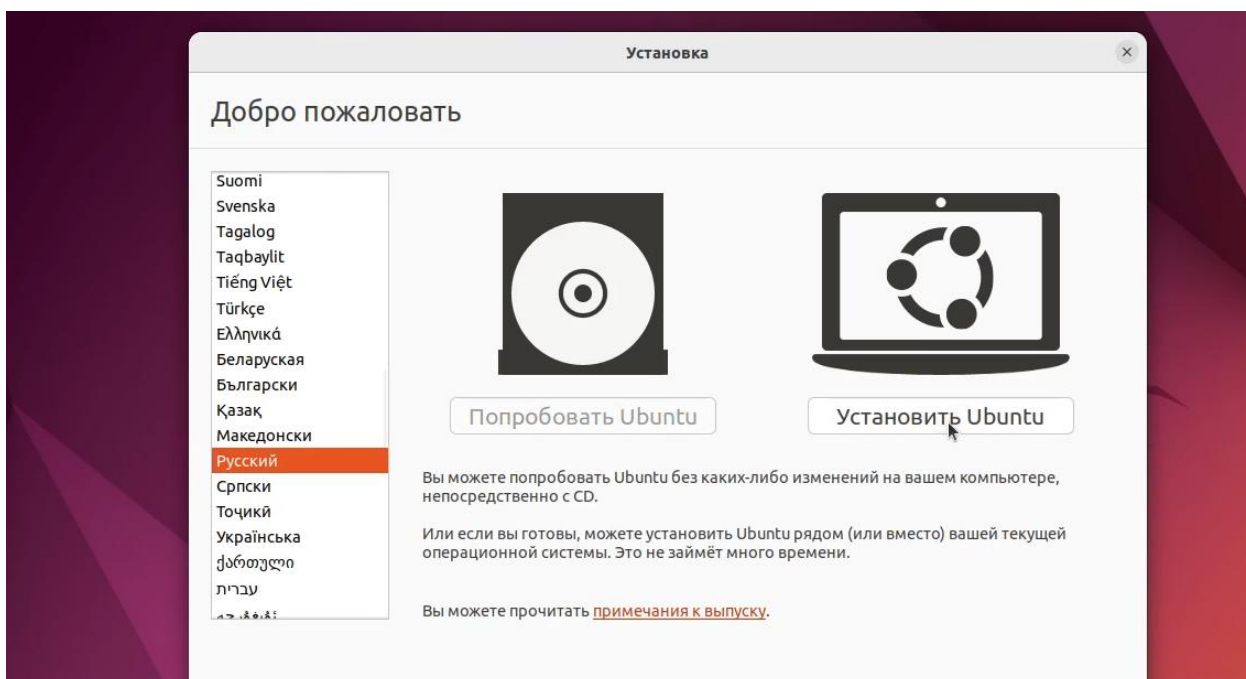 Установка
Добро пожаловать
Suomi
Svenska
Tagalog
Taqbaylit
Tiếng Việt
Türkçe
Ελληνικά
Беларуская
Български
Қазақ
Македонски
Русский
Српски
Тоҷикӣ
Українська
ქართული
עברית
Попробовать Ubuntu
Установить Ubuntu
Вы можете попробовать Ubuntu без каких-либо изменений на вашем компьютере,
непосредственно с CD.
Или если вы готовы, можете установить Ubuntu рядом (или вместо) вашей текущей
операционной системы. Это не займёт много времени.
Вы можете прочитать примечания к выпуску.